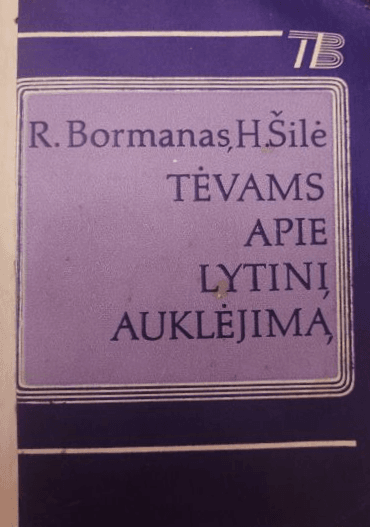 TB
R. Bormanas, H. Šilė
TĖVAMS
APIE
LYTINĮ
AUKLĖJIMĄ